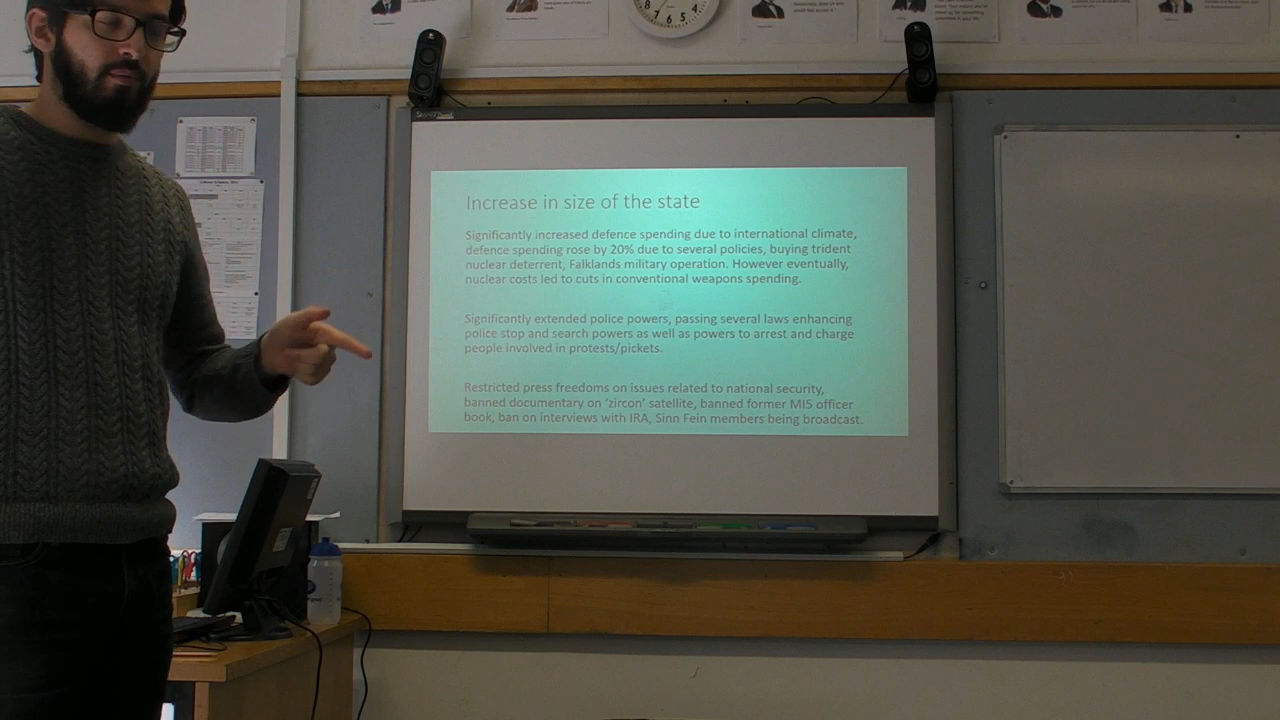 8 7 6 5 4
Increase in size of the state
Significantly increased defence spending due to international climate,
defence spending rose by 20% due to several policies, buying trident
nuclear deterrent, Falklands military operation. However eventually,
nuclear costs led to cuts in conventional weapons spending.
Significantly extended police powers, passing several laws enhancing
police stop and search powers as well as powers to arrest and charge
people involved in protests/pickets.
Restricted press freedoms on issues related to national security,
banned documentary on 'zircon' satellite, banned former MI5 officer
book, ban on interviews with IRA, Sinn Fein members being broadcast.